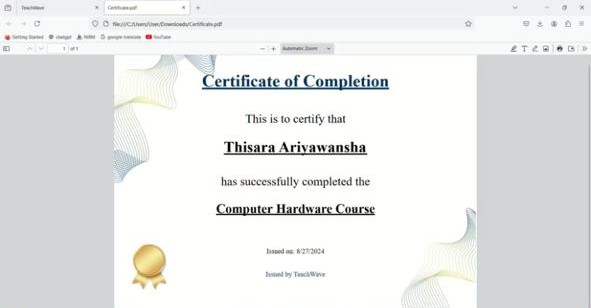 TeachWave
Certificate.pdf
file:///C:/Users/User/Downloads/Certificate.pdf
Getting Started
chatgpt
NIBM
google translate
YouTube
1 of 1
Automatic Zoom
Certificate of Completion
This is to certify that
Thisara Ariyawansha
has successfully completed the
Computer Hardware Course
Issued on: 8/27/2024
Issued by TeachWave